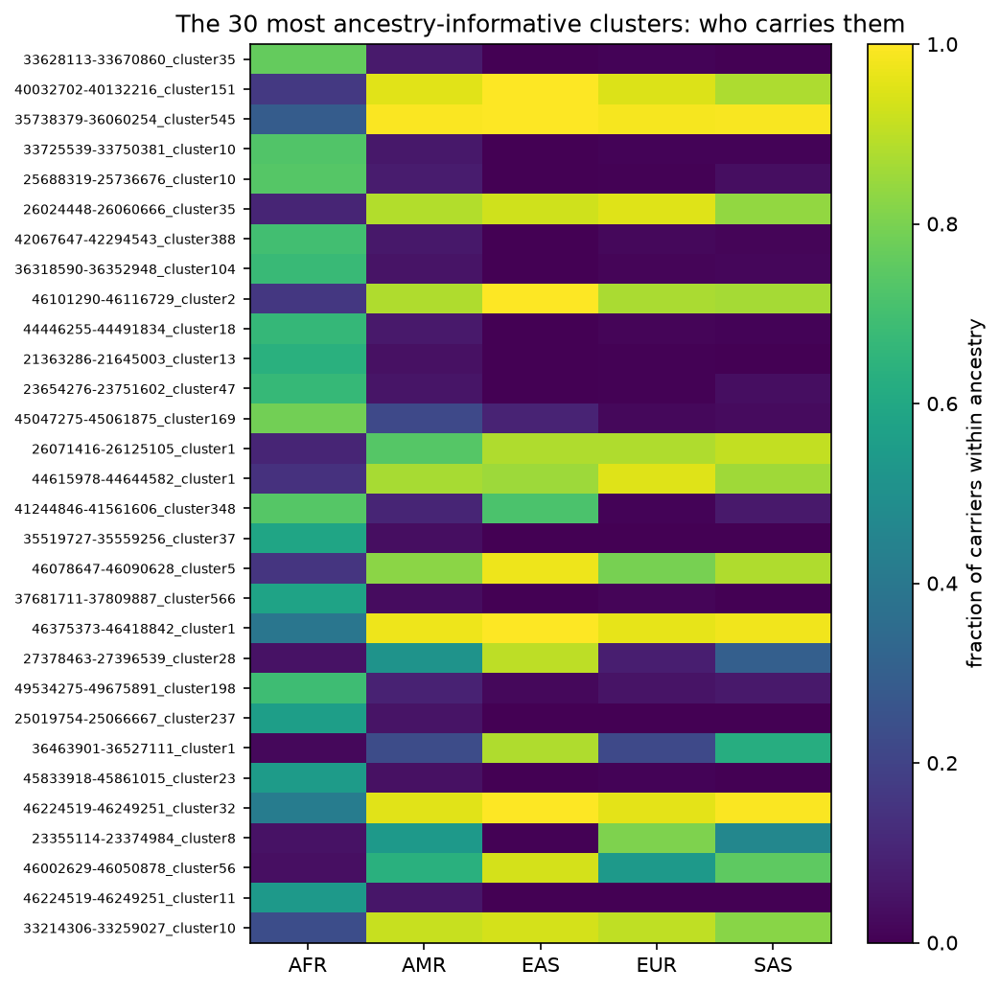 The 30 most ancestry-informative clusters: who carries them
33628113-33670860_cluster35
40032702-40132216_cluster151
35738379-36060254_cluster545
33725539-33750381_cluster10
25688319-25736676_cluster10
26024448-26060666_cluster35
42067647-42294543_cluster388
36318590-36352948_cluster104
46101290-46116729_cluster2
44446255-44491834_cluster18
21363286-21645003_cluster13
23654276-23751602_cluster47
45047275-45061875_cluster169
26071416-26125105_cluster1
44615978-44644582_cluster1
41244846-41561606_cluster348
35519727-35559256_cluster37
46078647-46090628_cluster5
37681711-37809887_cluster566
46375373-46418842_cluster1
27378463-27396539_cluster28
49534275-49675891_cluster198
25019754-25066667_cluster237
36463901-36527111_cluster1
45833918-45861015_cluster23
46224519-46249251_cluster32
23355114-23374984_cluster8
46002629-46050878_cluster56
46224519-46249251_cluster11
33214306-33259027_cluster10
AFR AMR EAS EUR SAS
1.0
0.8
0.6
0.4
0.2
0.0
fraction of carriers within ancestry